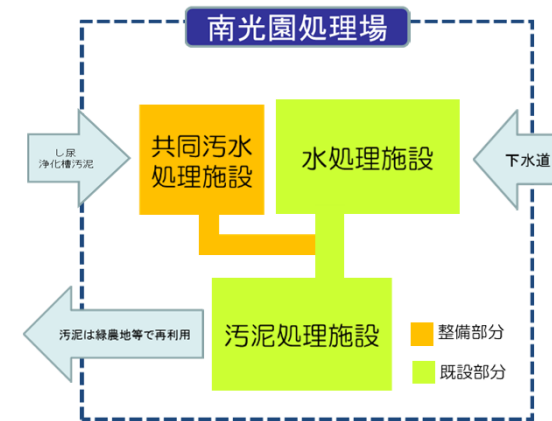 南光園処理場
し尿
浄化槽汚泥
共同汚水
処理施設
水処理施設
下水道
汚泥は緑農地等で再利用
汚泥処理施設
整備部分
既設部分